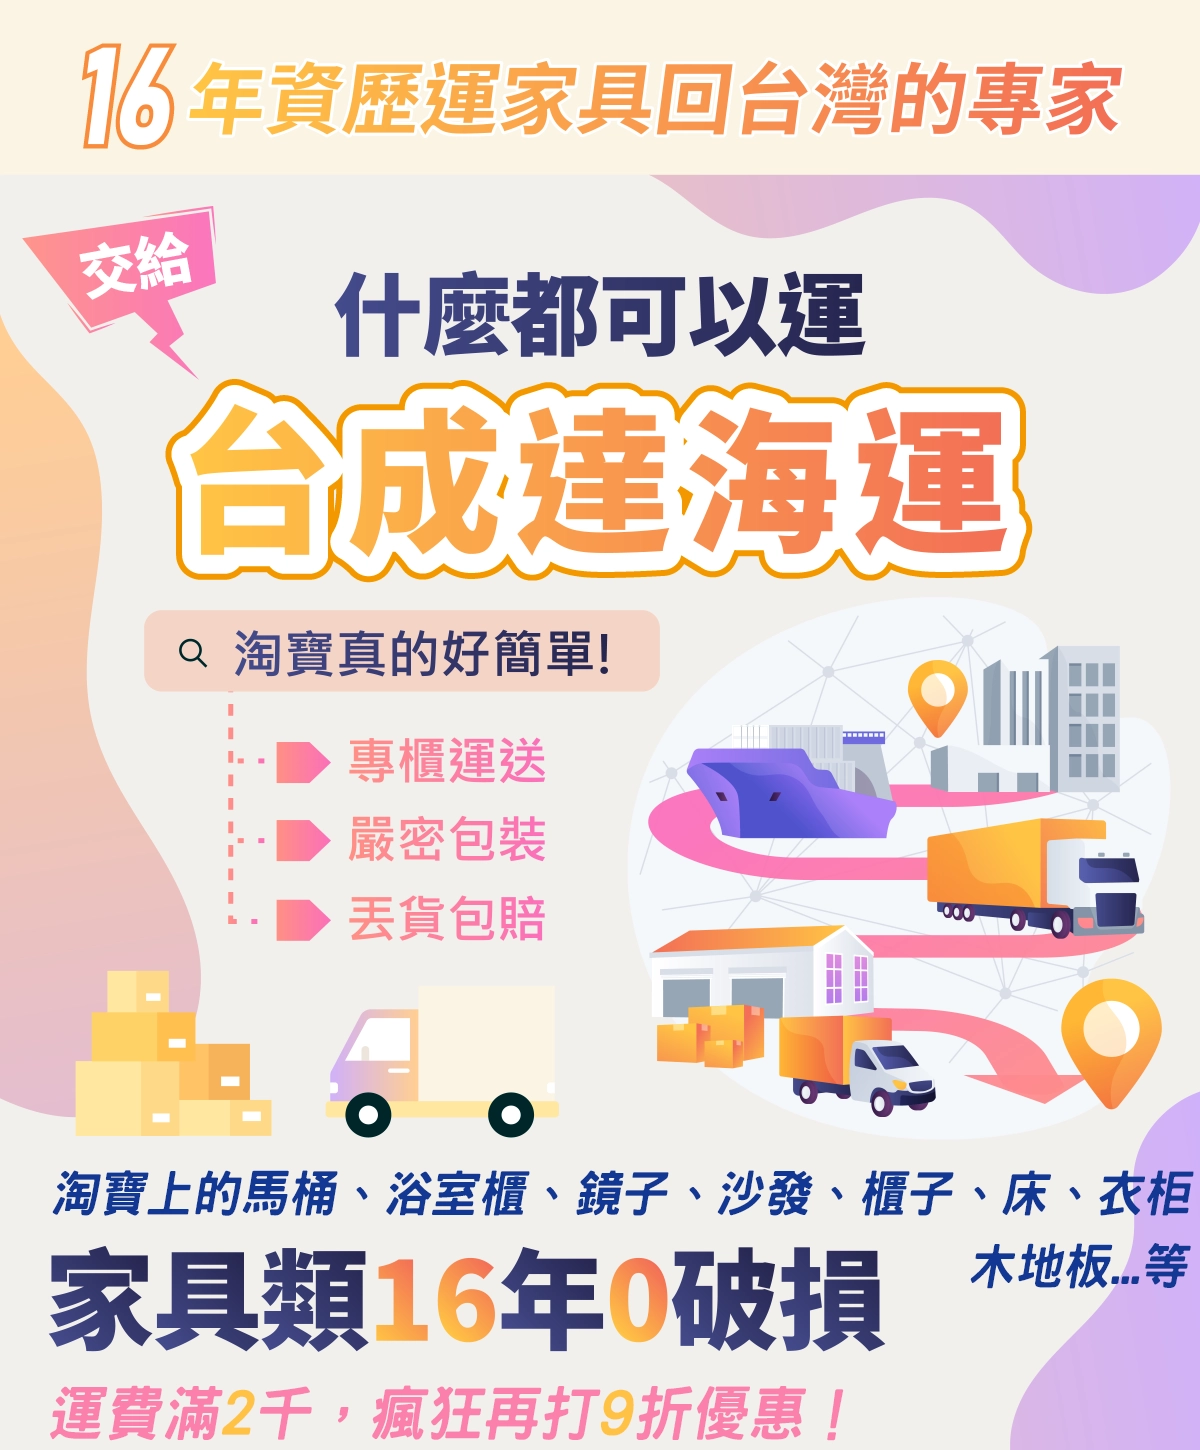 16年資歷運家具回台灣的專家
交給
什麼都可以運
台成達海運
淘寶真的好簡單!
專櫃運送
嚴密包裝
丟貨包賠
淘寶上的馬桶、浴室櫃、鏡子、沙發、櫃子、床、衣柜
木地板...等
家具類16年0破損
運費滿2千，瘋狂再打9折優惠！